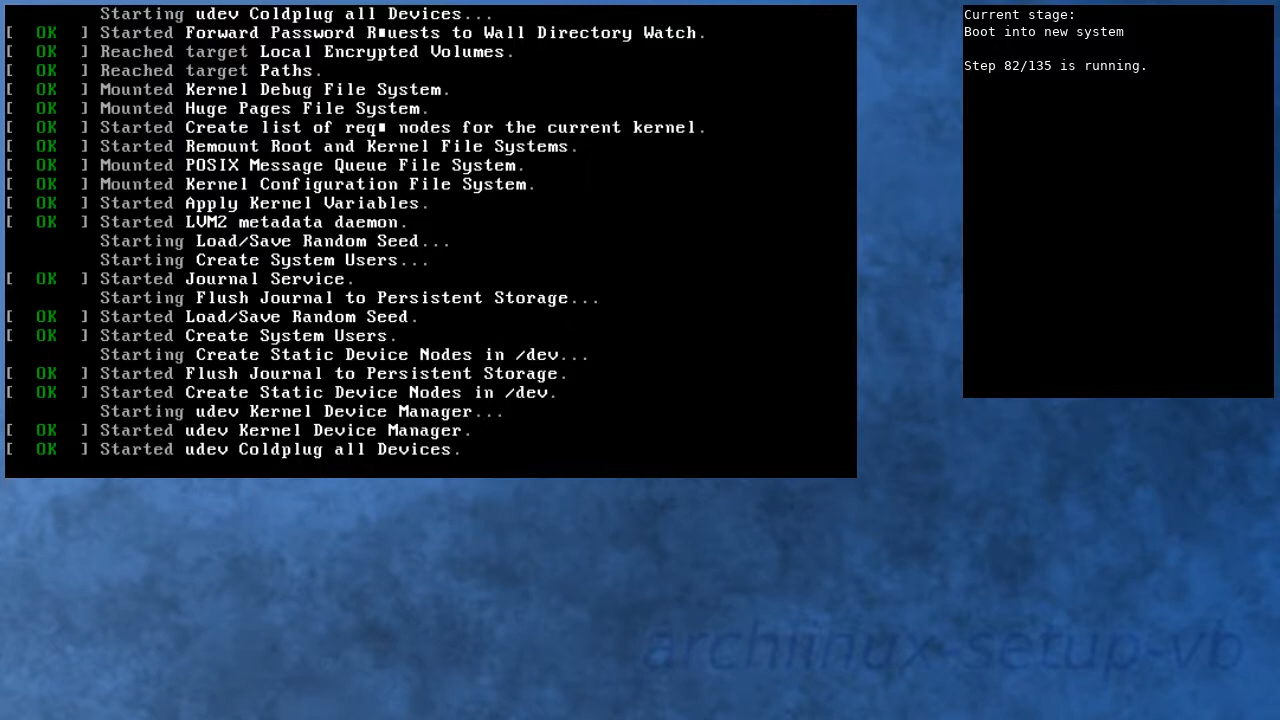 Starting udev Coldplug all Devices...
[  OK  ] Started Forward Password R∎uests to Wall Directory Watch.
[  OK  ] Reached target Local Encrypted Volumes.
[  OK  ] Reached target Paths.
[  OK  ] Mounted Kernel Debug File System.
[  OK  ] Mounted Huge Pages File System.
[  OK  ] Started Create list of req∎ nodes for the current kernel.
[  OK  ] Started Remount Root and Kernel File Systems.
[  OK  ] Mounted POSIX Message Queue File System.
[  OK  ] Mounted Kernel Configuration File System.
[  OK  ] Started Apply Kernel Variables.
[  OK  ] Started LVM2 metadata daemon.
Starting Load/Save Random Seed...
Starting Create System Users...
[  OK  ] Started Journal Service.
Starting Flush Journal to Persistent Storage...
[  OK  ] Started Load/Save Random Seed.
[  OK  ] Started Create System Users.
Starting Create Static Device Nodes in /dev...
[  OK  ] Started Flush Journal to Persistent Storage.
[  OK  ] Started Create Static Device Nodes in /dev.
Starting udev Kernel Device Manager...
[  OK  ] Started udev Kernel Device Manager.
[  OK  ] Started udev Coldplug all Devices.
Current stage:
Boot into new system
Step 82/135 is running.
archlinux-setup-vb